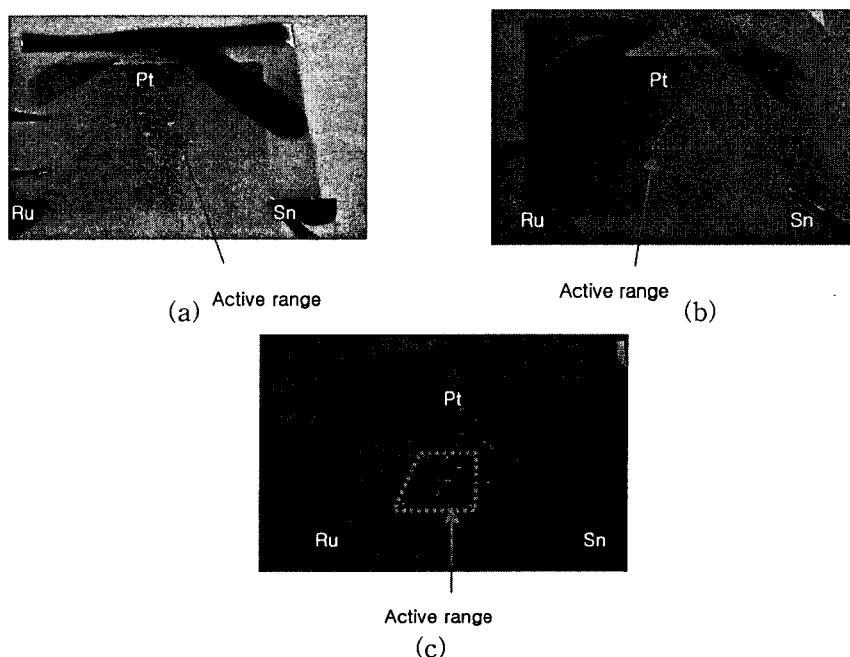 Pt
Ru
Sn
Active range
(a)
Pt
Ru
Sn
Active range
(b)
Pt
Ru
Sn
Active range
(c)